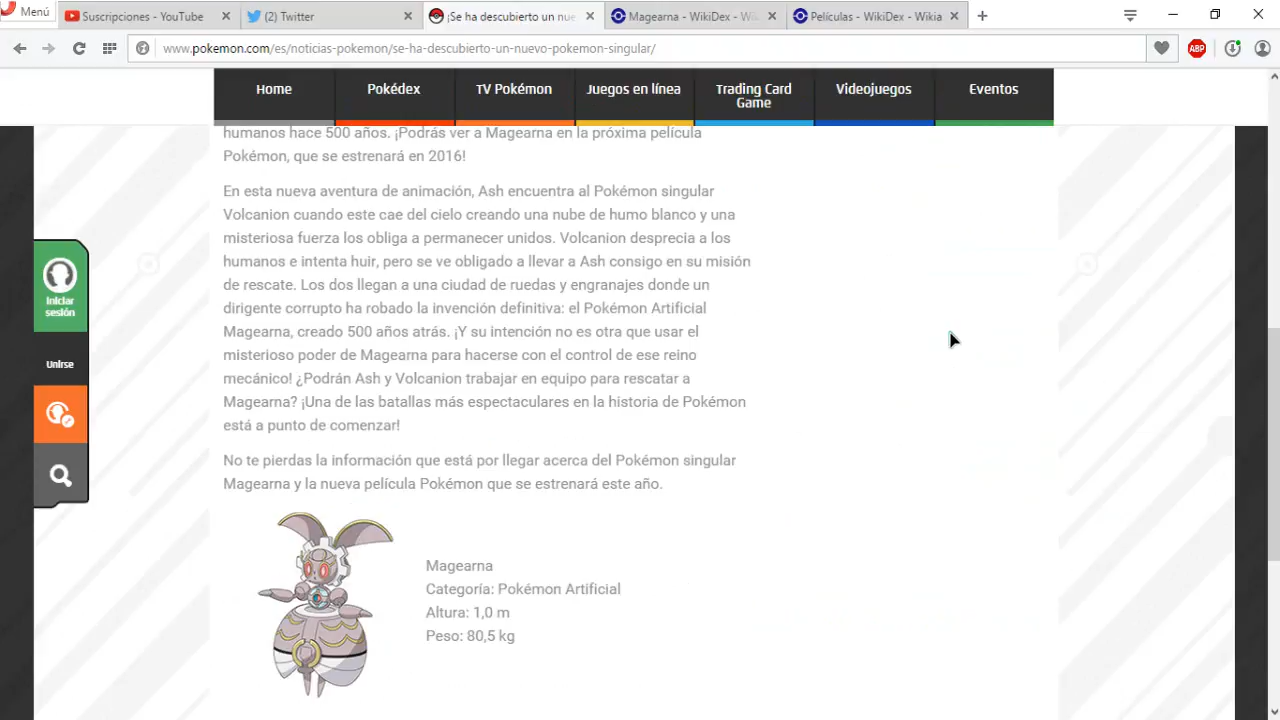 Menú
Suscripciones - YouTube
(2) Twitter
¡Se ha descubierto un nue
Magearna - WikiDex - Wi
Películas - WikiDex - Wikia
www.pokemon.com/es/noticias-pokemon/se-ha-descubierto-un-nuevo-pokemon-singular/
ABP
Home
Pokédex
TV Pokémon
Juegos en línea
Trading Card
Game
Videojuegos
Eventos
humanos hace 500 años. ¡Podrás ver a Magearna en la próxima película
Pokémon, que se estrenará en 2016!
En esta nueva aventura de animación, Ash encuentra al Pokémon singular
Volcanion cuando este cae del cielo creando una nube de humo blanco y una
misteriosa fuerza los obliga a permanecer unidos. Volcanion desprecia a los
humanos e intenta huir, pero se ve obligado a llevar a Ash consigo en su misión
de rescate. Los dos llegan a una ciudad de ruedas y engranajes donde un
dirigente corrupto ha robado la invención definitiva: el Pokémon Artificial
Magearna, creado 500 años atrás. ¡Y su intención no es otra que usar el
misterioso poder de Magearna para hacerse con el control de ese reino
mecánico! ¿Podrán Ash y Volcanion trabajar en equipo para rescatar a
Magearna? ¡Una de las batallas más espectaculares en la historia de Pokémon
está a punto de comenzar!
No te pierdas la información que está por llegar acerca del Pokémon singular
Magearna y la nueva película Pokémon que se estrenará este año.
Iniciar
sesión
Unirse
Magearna
Categoría: Pokémon Artificial
Altura: 1,0 m
Peso: 80,5 kg